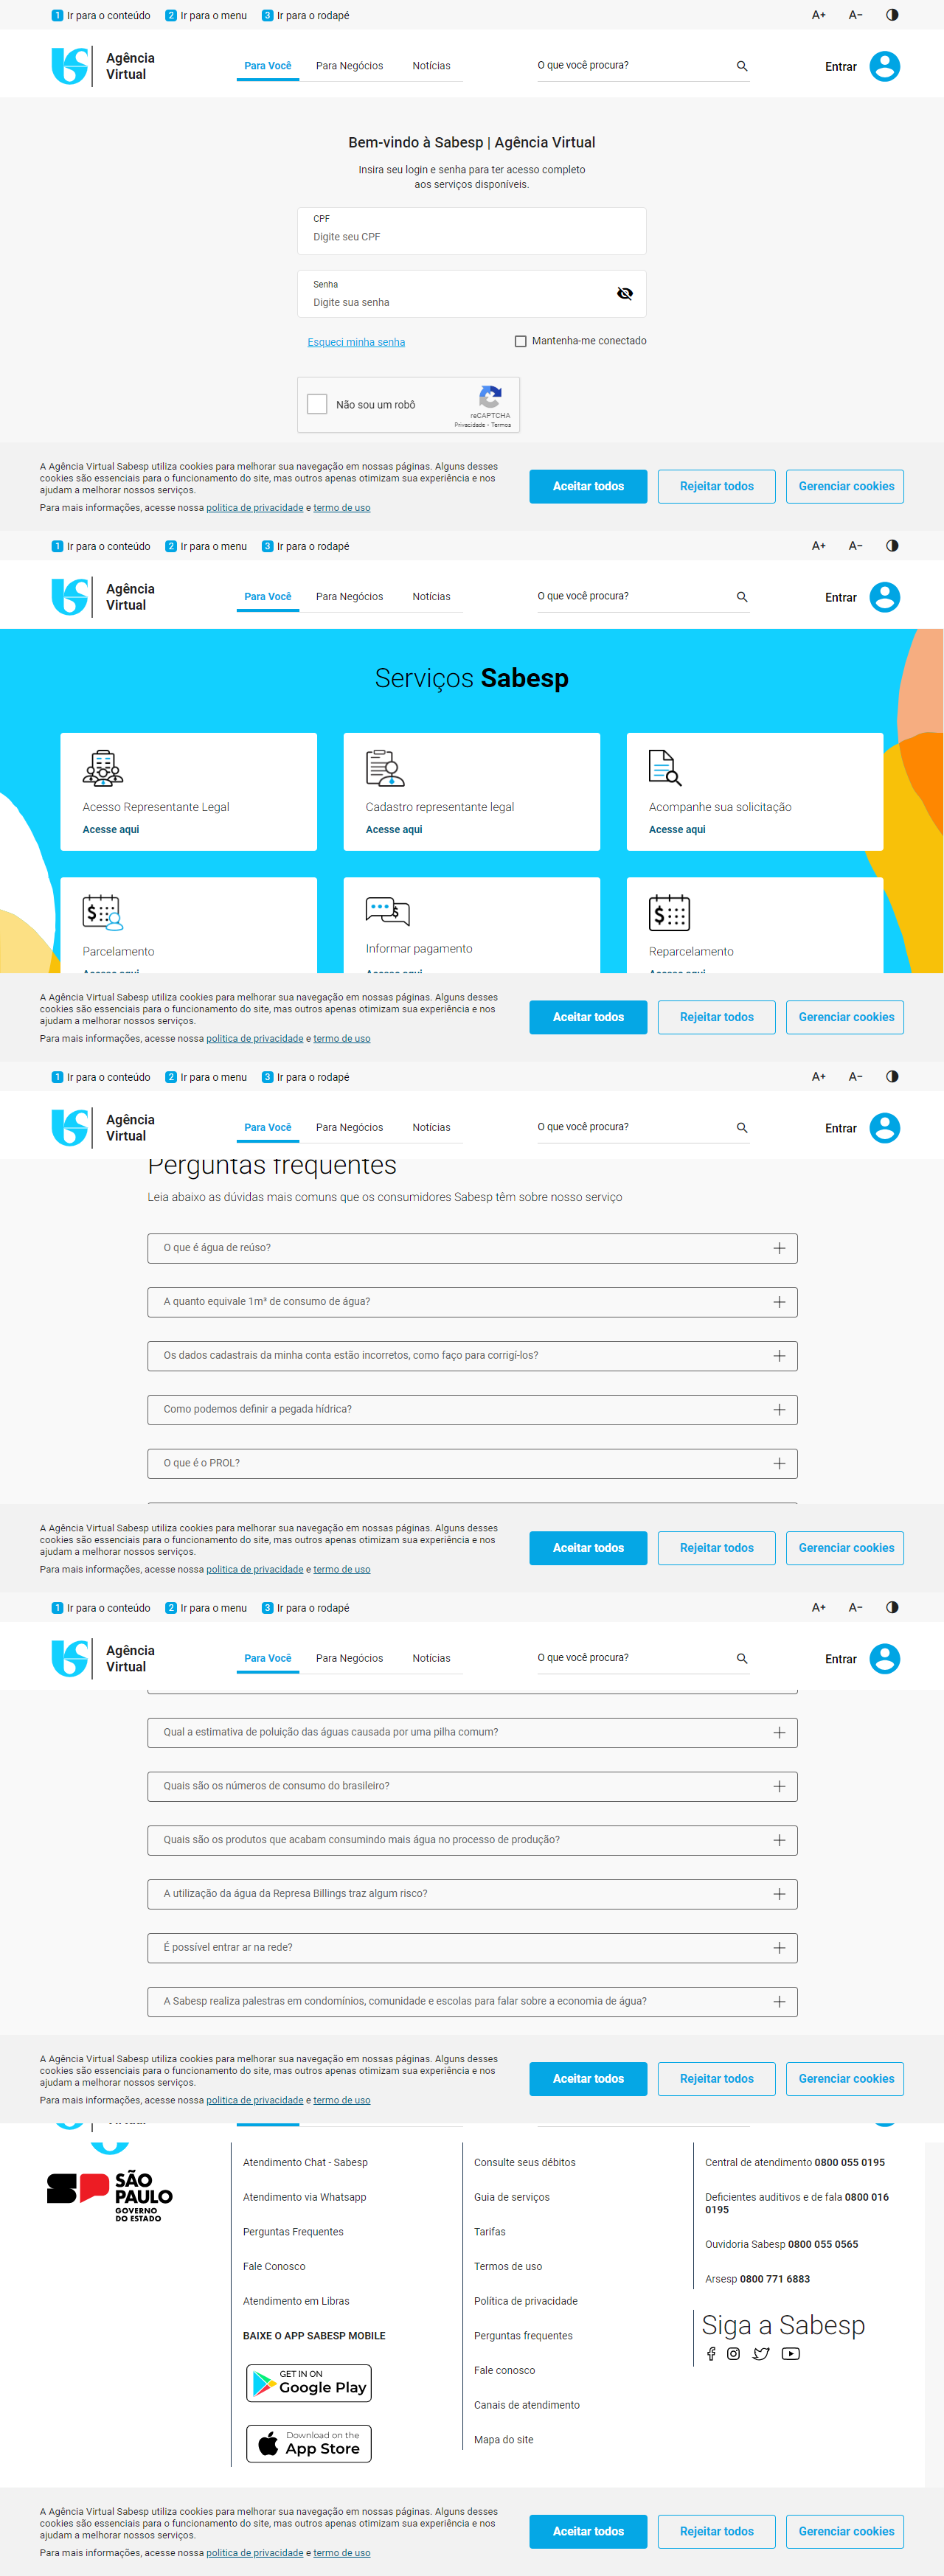 1 Ir para o conteúdo 2 Ir para o menu 3 Ir para o rodapé A+ A-
Agência
Virtual
Para Você Para Negócios Notícias O que você procura? Entrar
Bem-vindo à Sabesp | Agência Virtual
Insira seu login e senha para ter acesso completo
aos serviços disponíveis.
CPF
Digite seu CPF
Senha
Digite sua senha
Esqueci minha senha Mantenha-me conectado
Não sou um robô
reCAPTCHA
Privacidade - Termos
A Agência Virtual Sabesp utiliza cookies para melhorar sua navegação em nossas páginas. Alguns desses
cookies são essenciais para o funcionamento do site, mas outros apenas otimizam sua experiência e nos
ajudam a melhorar nossos serviços.
Para mais informações, acesse nossa politica de privacidade e termo de uso
Aceitar todos Rejeitar todos Gerenciar cookies
1 Ir para o conteúdo 2 Ir para o menu 3 Ir para o rodapé A+ A-
Agência
Virtual
Para Você Para Negócios Notícias O que você procura? Entrar
Serviços Sabesp
Acesso Representante Legal Cadastro representante legal Acompanhe sua solicitação
Acesse aqui Acesse aqui Acesse aqui
Parcelamento Informar pagamento Reparcelamento
Acesse aqui Acesse aqui Acesse aqui
A Agência Virtual Sabesp utiliza cookies para melhorar sua navegação em nossas páginas. Alguns desses
cookies são essenciais para o funcionamento do site, mas outros apenas otimizam sua experiência e nos
ajudam a melhorar nossos serviços.
Para mais informações, acesse nossa politica de privacidade e termo de uso
Aceitar todos Rejeitar todos Gerenciar cookies
1 Ir para o conteúdo 2 Ir para o menu 3 Ir para o rodapé A+ A-
Agência
Virtual
Para Você Para Negócios Notícias O que você procura? Entrar
Perguntas frequentes
Leia abaixo as dúvidas mais comuns que os consumidores Sabesp têm sobre nosso serviço
O que é água de reúso?
A quanto equivale 1m³ de consumo de água?
Os dados cadastrais da minha conta estão incorretos, como faço para corrigí-los?
Como podemos definir a pegada hídrica?
O que é o PROL?
A Agência Virtual Sabesp utiliza cookies para melhorar sua navegação em nossas páginas. Alguns desses
cookies são essenciais para o funcionamento do site, mas outros apenas otimizam sua experiência e nos
ajudam a melhorar nossos serviços.
Para mais informações, acesse nossa politica de privacidade e termo de uso
Aceitar todos Rejeitar todos Gerenciar cookies
1 Ir para o conteúdo 2 Ir para o menu 3 Ir para o rodapé A+ A-
Agência
Virtual
Para Você Para Negócios Notícias O que você procura? Entrar
Qual a estimativa de poluição das águas causada por uma pilha comum?
Quais são os números de consumo do brasileiro?
Quais são os produtos que acabam consumindo mais água no processo de produção?
A utilização da água da Represa Billings traz algum risco?
É possível entrar ar na rede?
A Sabesp realiza palestras em condomínios, comunidade e escolas para falar sobre a economia de água?
A Agência Virtual Sabesp utiliza cookies para melhorar sua navegação em nossas páginas. Alguns desses
cookies são essenciais para o funcionamento do site, mas outros apenas otimizam sua experiência e nos
ajudam a melhorar nossos serviços.
Para mais informações, acesse nossa politica de privacidade e termo de uso
Aceitar todos Rejeitar todos Gerenciar cookies
SP SÃO
PAULO
GOVERNO
DO ESTADO
Atendimento Chat - Sabesp
Atendimento via Whatsapp
Perguntas Frequentes
Fale Conosco
Atendimento em Libras
BAIXE O APP SABESP MOBILE
GET IN ON
Google Play
Download on the
App Store
Consulte seus débitos
Guia de serviços
Tarifas
Termos de uso
Política de privacidade
Perguntas frequentes
Fale conosco
Canais de atendimento
Mapa do site
Central de atendimento 0800 055 0195
Deficientes auditivos e de fala 0800 016
0195
Ouvidoria Sabesp 0800 055 0565
Arsesp 0800 771 6883
Siga a Sabesp
A Agência Virtual Sabesp utiliza cookies para melhorar sua navegação em nossas páginas. Alguns desses
cookies são essenciais para o funcionamento do site, mas outros apenas otimizam sua experiência e nos
ajudam a melhorar nossos serviços.
Para mais informações, acesse nossa politica de privacidade e termo de uso
Aceitar todos Rejeitar todos Gerenciar cookies